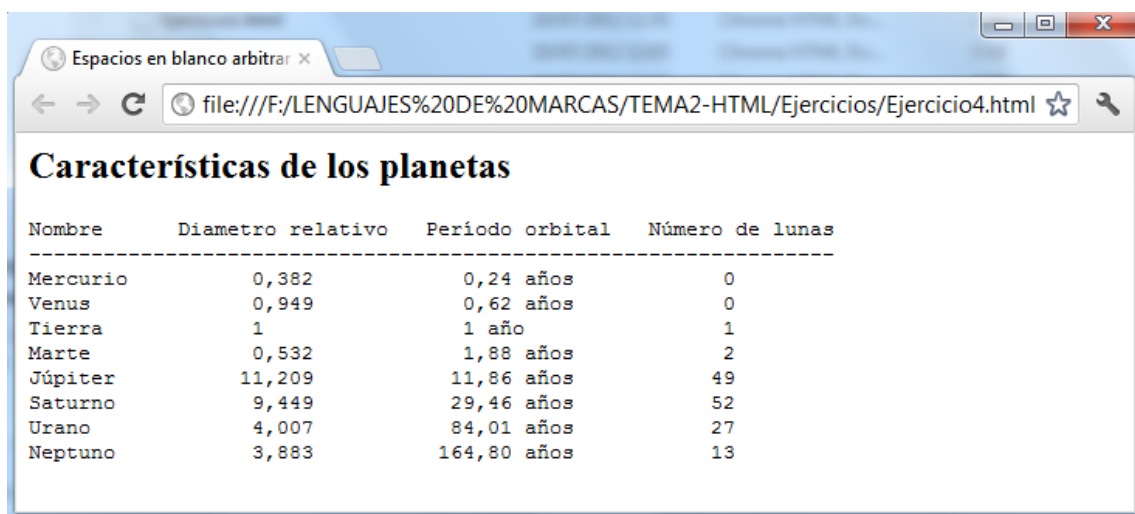 Espacios en blanco arbitrar
file:///F:/LENGUAJES%20DE%20MARCAS/TEMA2-HTML/Ejercicios/Ejercicio4.html
Características de los planetas
Nombre      Diametro relativo   Período orbital   Número de lunas
-----------------------------------------------------------------
Mercurio          0,382            0,24 años            0
Venus             0,949            0,62 años            0
Tierra            1                1 año                1
Marte             0,532            1,88 años            2
Júpiter          11,209           11,86 años           49
Saturno           9,449           29,46 años           52
Urano             4,007           84,01 años           27
Neptuno           3,883          164,80 años           13